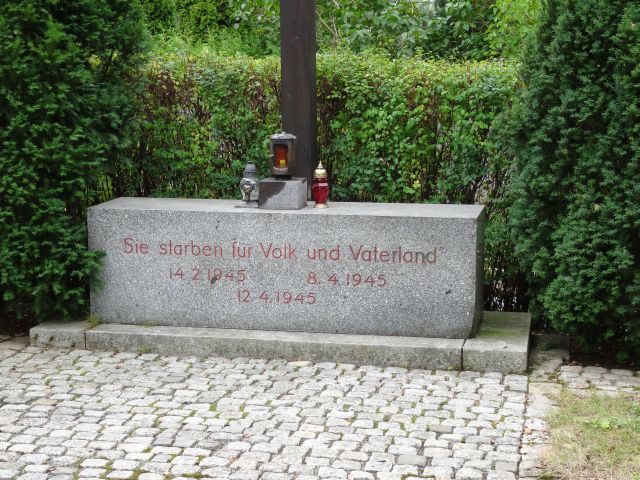 Sie starben für Volk und Vaterland
14.2.1945 8.4.1945
12.4.1945